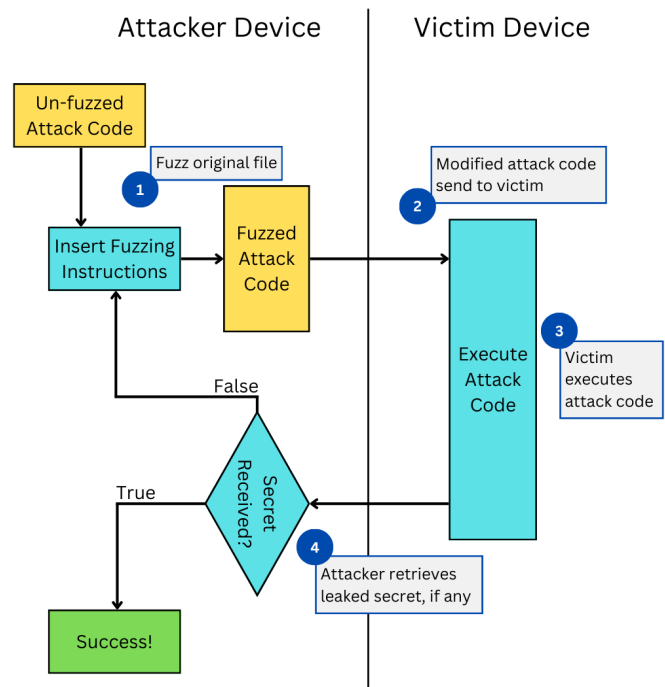 Attacker Device
Victim Device
Un-fuzzed
Attack Code
1
Fuzz original file
2
Modified attack code
send to victim
Insert Fuzzing
Instructions
Fuzzed
Attack
Code
3
Victim
executes
attack code
Execute
Attack
Code
False
True
Secret
Received?
4
Attacker retrieves
leaked secret, if any
Success!